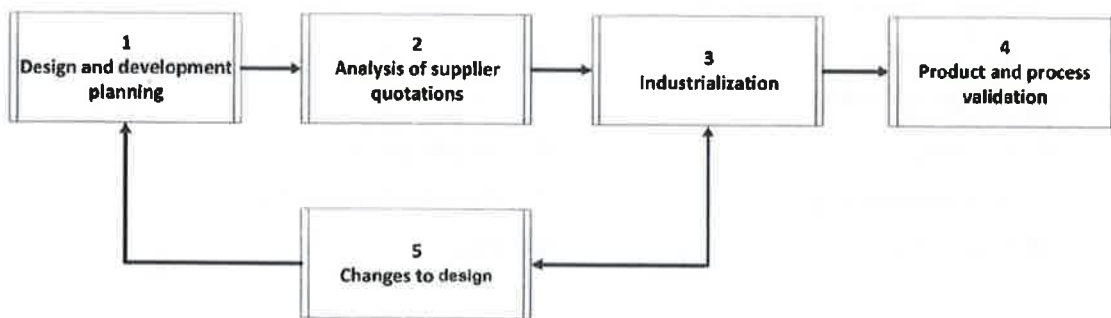 1
Design and development
planning
2
Analysis of supplier
quotations
3
Industrialization
4
Product and process
validation
5
Changes to design